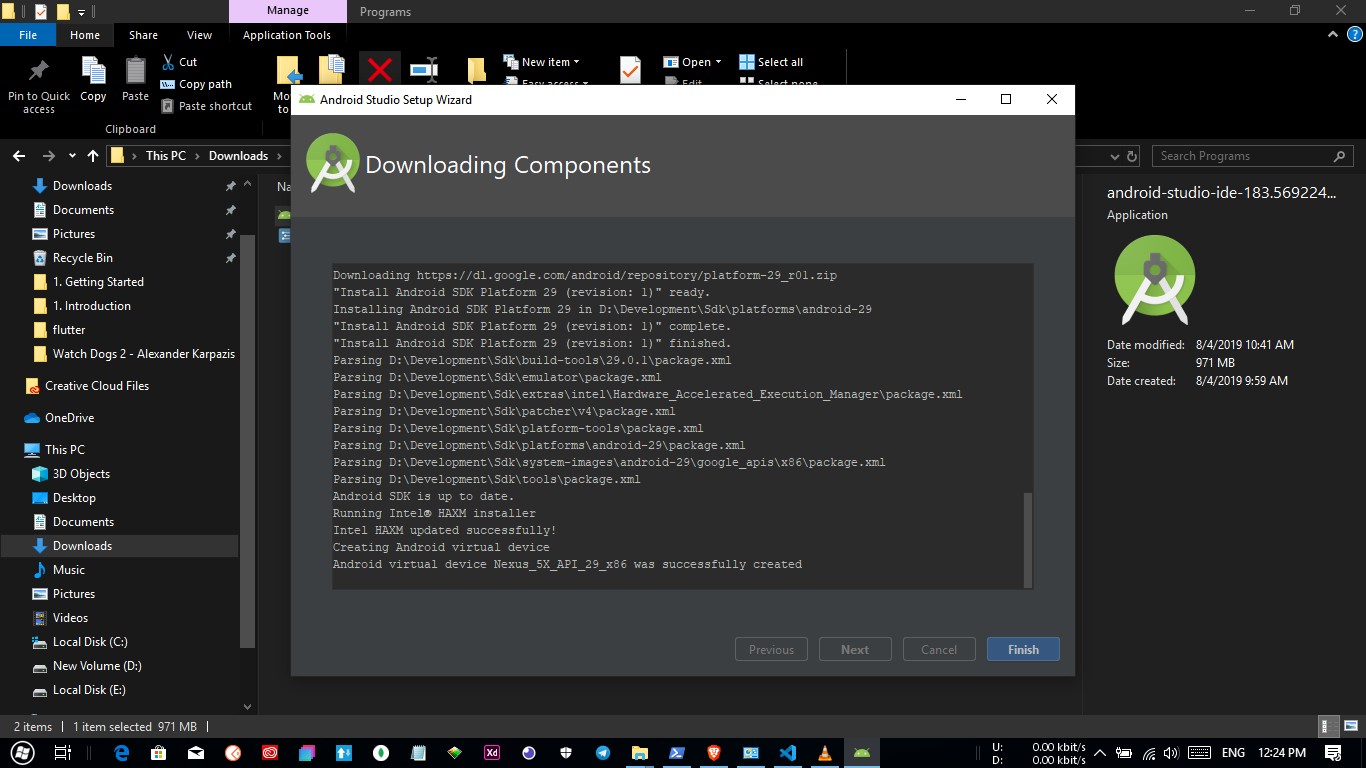 Manage
Programs
File
Home
Share
View
Application Tools
Pin to Quick access
Copy
Paste
Cut
Copy path
Paste shortcut
Clipboard
New item
Easy access
Open
Edit
Select all
Select none
This PC
Downloads
Search Programs
Downloads
Documents
Pictures
Recycle Bin
1. Getting Started
1. Introduction
flutter
Watch Dogs 2 - Alexander Karpazis
Creative Cloud Files
OneDrive
This PC
3D Objects
Desktop
Documents
Downloads
Music
Pictures
Videos
Local Disk (C:)
New Volume (D:)
Local Disk (E:)
Android Studio Setup Wizard
Downloading Components
Downloading https://dl.google.com/android/repository/platform-29_r01.zip
"Install Android SDK Platform 29 (revision: 1)" ready.
Installing Android SDK Platform 29 in D:\Development\Sdk\platforms\android-29
"Install Android SDK Platform 29 (revision: 1)" complete.
"Install Android SDK Platform 29 (revision: 1)" finished.
Parsing D:\Development\Sdk\build-tools\29.0.1\package.xml
Parsing D:\Development\Sdk\emulator\package.xml
Parsing D:\Development\Sdk\extras\intel\Hardware_Accelerated_Execution_Manager\package.xml
Parsing D:\Development\Sdk\patcher\v4\package.xml
Parsing D:\Development\Sdk\platform-tools\package.xml
Parsing D:\Development\Sdk\platforms\android-29\package.xml
Parsing D:\Development\Sdk\system-images\android-29\google_apis\x86\package.xml
Parsing D:\Development\Sdk\tools\package.xml
Android SDK is up to date.
Running Intel® HAXM installer
Intel HAXM updated successfully!
Creating Android virtual device
Android virtual device Nexus_5X_API_29_x86 was successfully created
Previous
Next
Cancel
Finish
android-studio-ide-183.569224...
Application
Date modified: 8/4/2019 10:41 AM
Size: 971 MB
Date created: 8/4/2019 9:59 AM
2 items
1 item selected 971 MB
Xd
U: 0.00 kbit/s
D: 0.00 kbit/s
ENG
12:24 PM